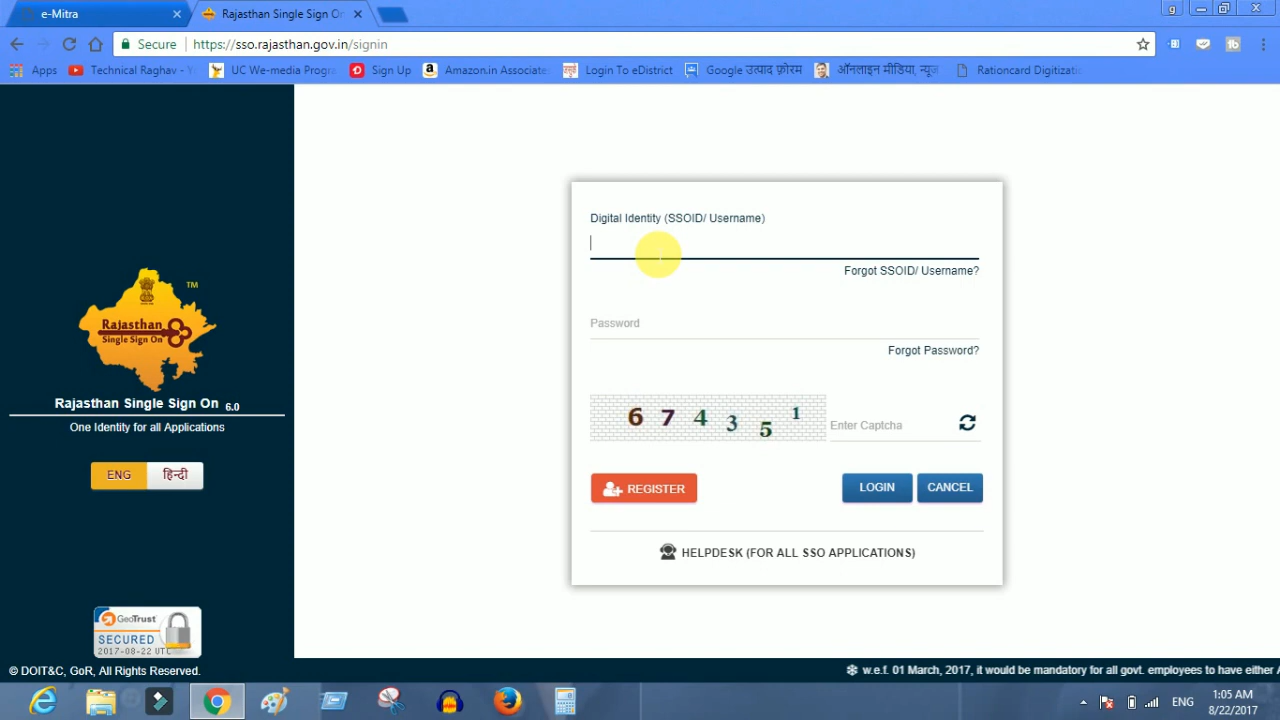 e-Mitra
Rajasthan Single Sign On
g
Secure
https://sso.rajasthan.gov.in/signin
Apps
Technical Raghav - Y
UC We-media Progra
Sign Up
Amazon.in Associate
Login To eDistrict
Google उत्पाद फ़ोरम
ऑनलाइन मीडिया, न्यूज
Rationcard Digitizatio
Digital Identity (SSOID/ Username)
Forgot SSOID/ Username?
Password
Forgot Password?
6 7 4 3 5 1
Enter Captcha
REGISTER
LOGIN
CANCEL
HELPDESK (FOR ALL SSO APPLICATIONS)
TM
Rajasthan
Single Sign On
Rajasthan Single Sign On 6.0
One Identity for all Applications
ENG
हिन्दी
GeoTrust
SECURED
2017-08-22 UTC
© DOIT&C, GoR, All Rights Reserved.
w.e.f. 01 March, 2017, it would be mandatory for all govt. employees to have either A
ENG
1:05 AM
8/22/2017